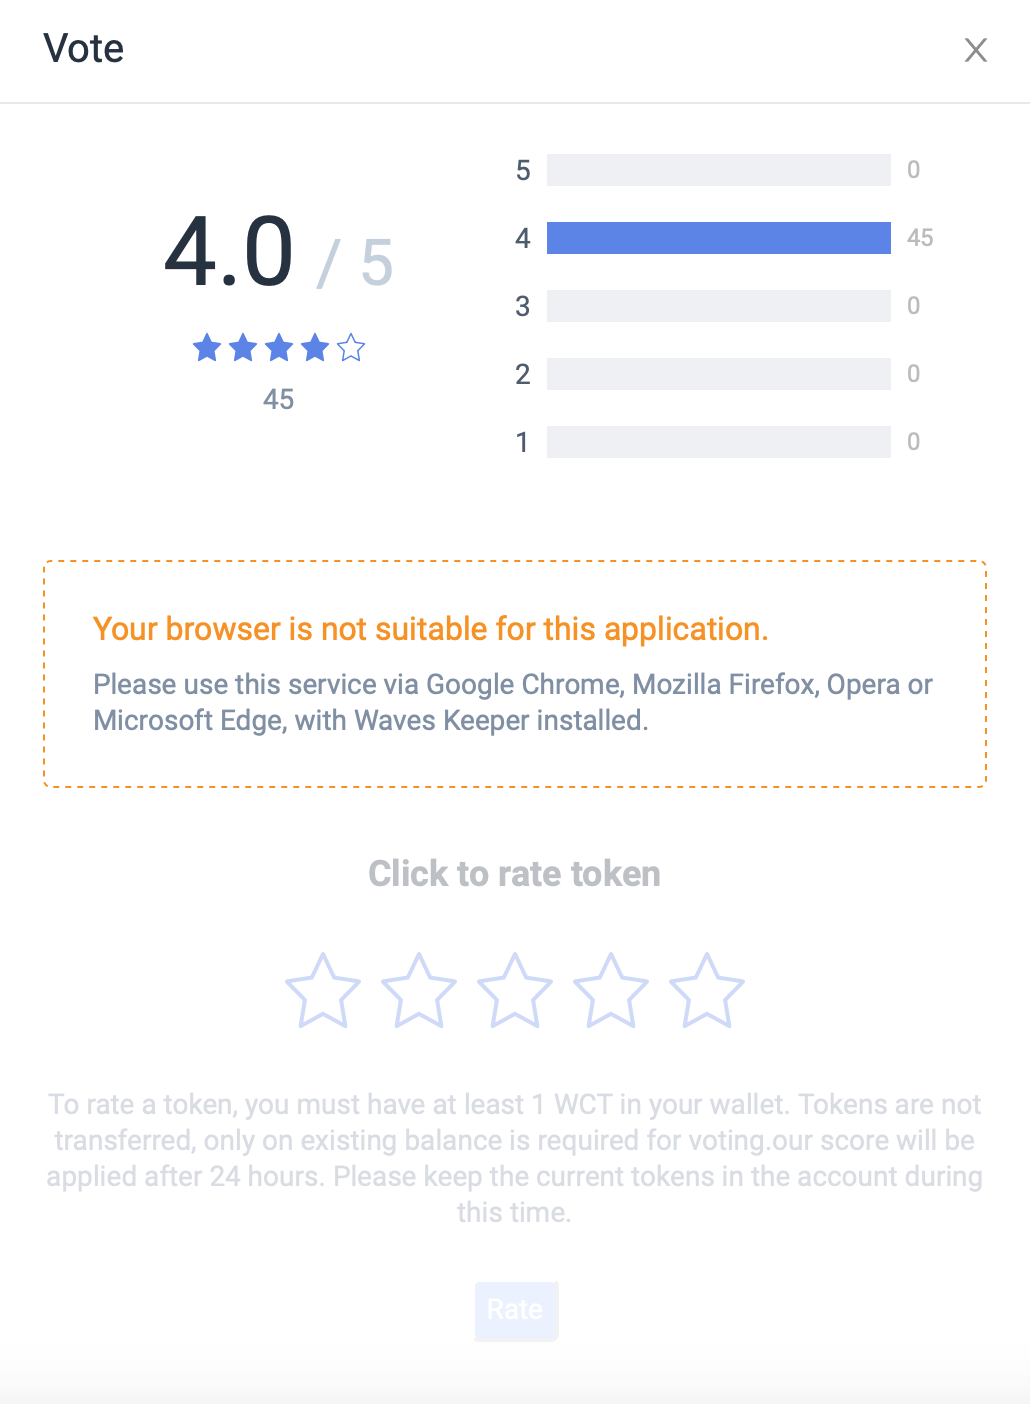 Vote
X
4.0 / 5
45
5 0
4 45
3 0
2 0
1 0
Your browser is not suitable for this application.
Please use this service via Google Chrome, Mozilla Firefox, Opera or
Microsoft Edge, with Waves Keeper installed.
Click to rate token
To rate a token, you must have at least 1 WCT in your wallet. Tokens are not
transferred, only on existing balance is required for voting.our score will be
applied after 24 hours. Please keep the current tokens in the account during
this time.
Rate